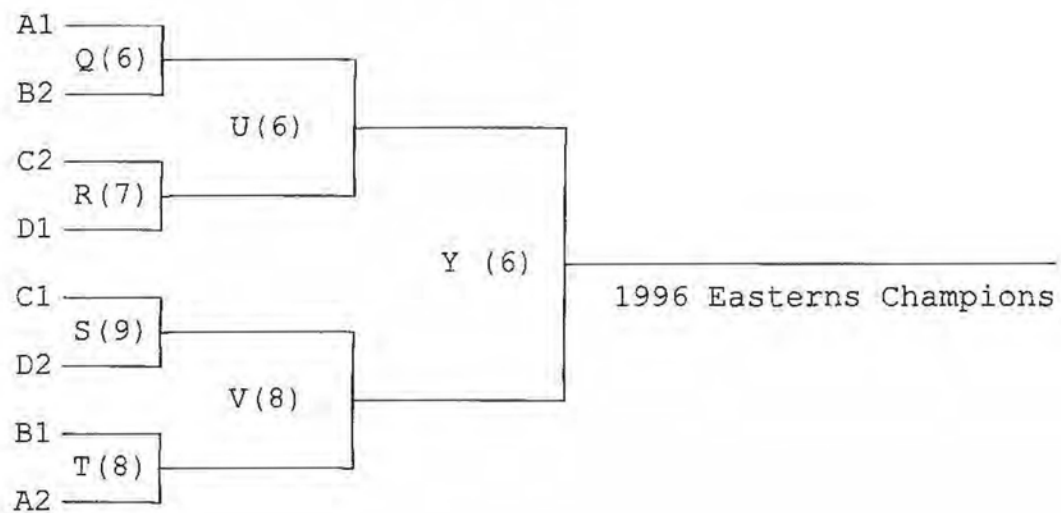 A1
Q(6)
B2
U(6)
C2
R(7)
D1
Y (6)
1996 Easterns Champions
C1
S(9)
D2
V(8)
B1
T(8)
A2